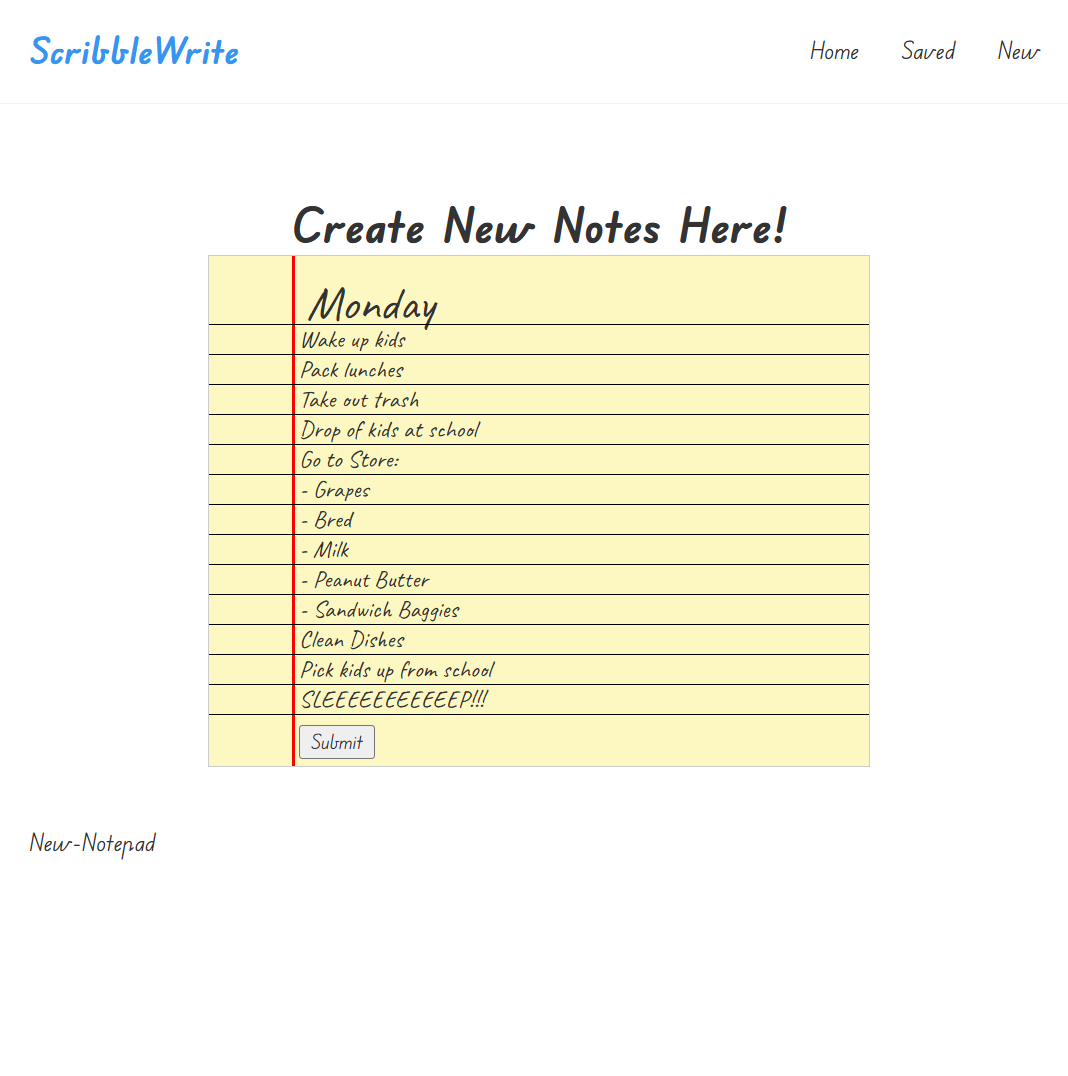 ScribbleWrite
Home Saved New
Create New Notes Here!
Monday
Wake up kids
Pack lunches
Take out trash
Drop of kids at school
Go to Store:
- Grapes
- Bred
- Milk
- Peanut Butter
- Sandwich Baggies
Clean Dishes
Pick kids up from school
SLEEEEEEEEEEEP!!!
Submit
New-Notepad